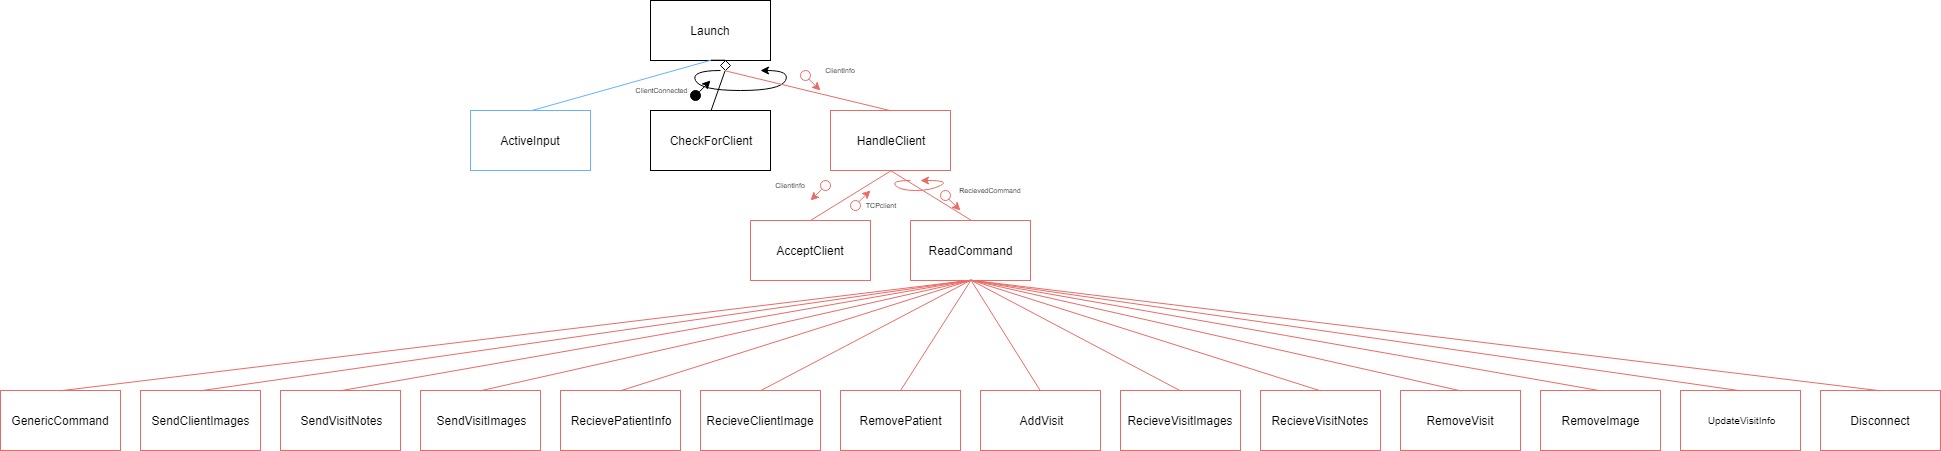 Launch
ClientInfo
ClientConnected
ActiveInput
CheckForClient
HandleClient
ClientInfo
RecievedCommand
TCPclient
AcceptClient
ReadCommand
GenericCommand
SendClientImages
SendVisitNotes
SendVisitImages
RecievePatientInfo
RecieveClientImage
RemovePatient
AddVisit
RecieveVisitImages
RecieveVisitNotes
RemoveVisit
RemoveImage
UpdateVisitInfo
Disconnect